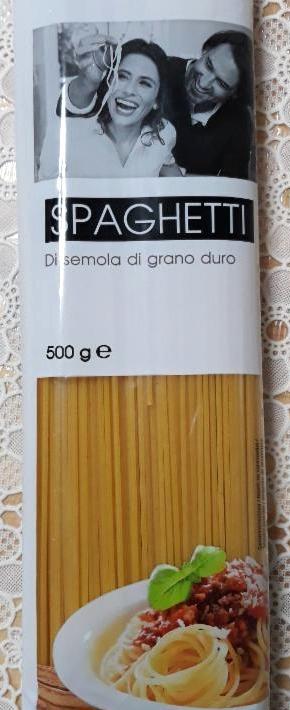 SPAGHETTI
Di semola di grano duro
500 g e